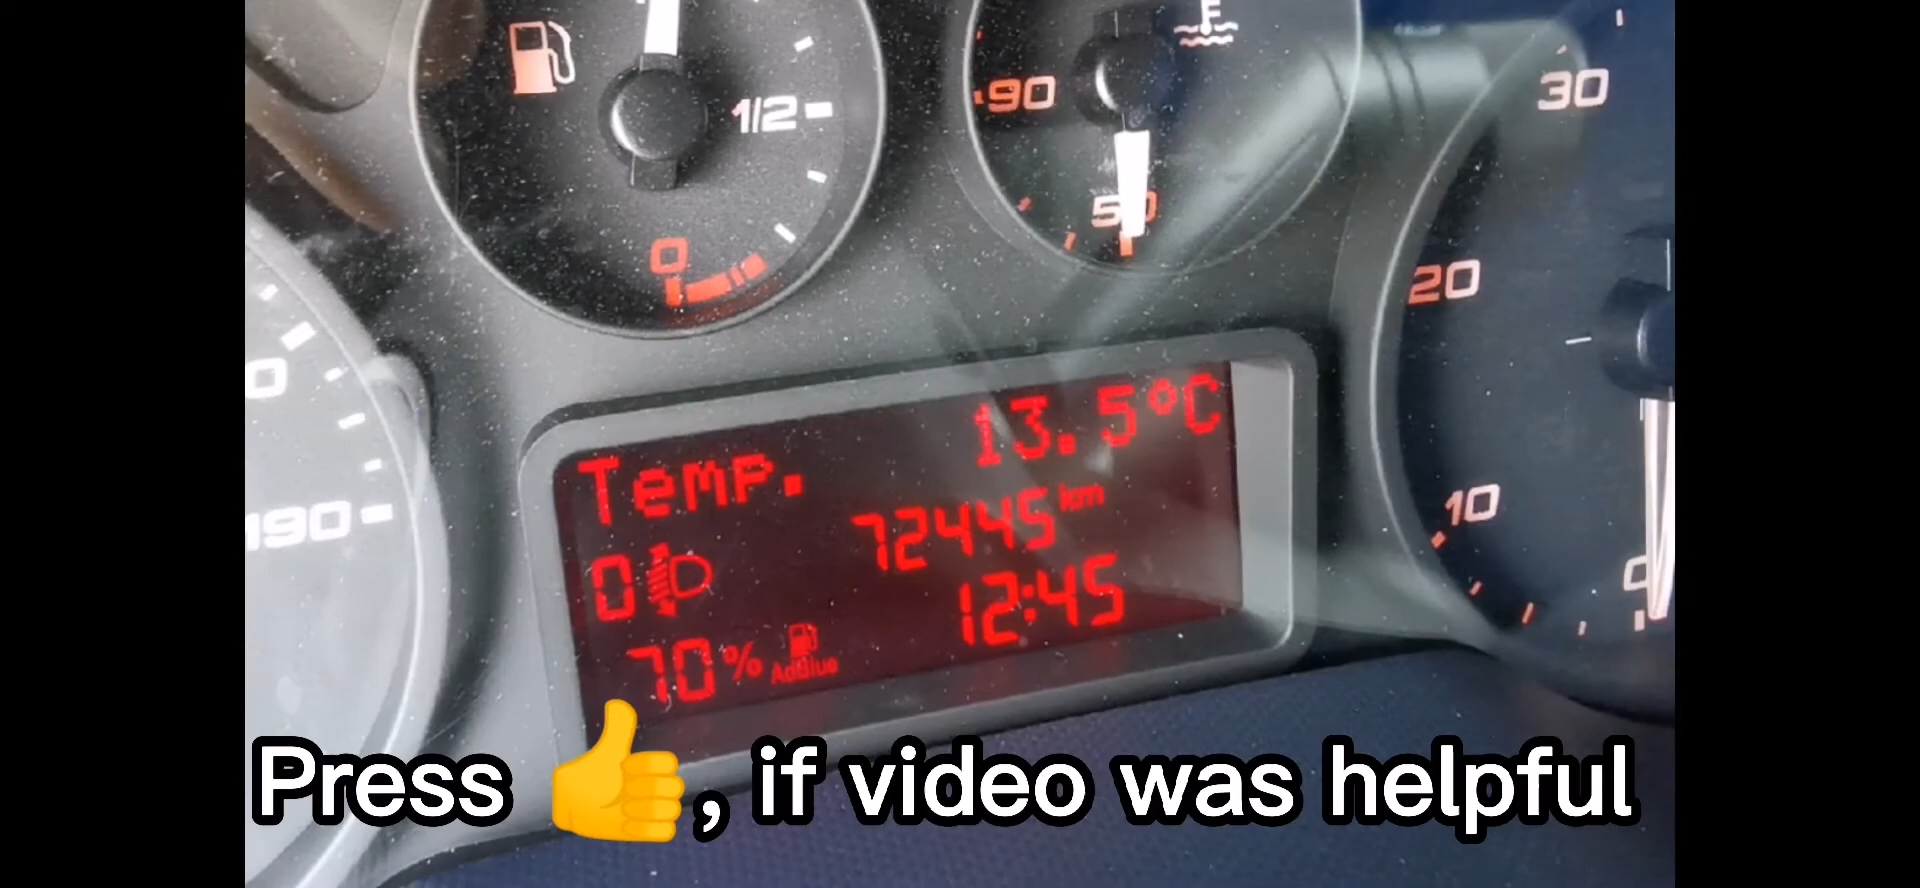 1/2
0
90
50
30
20
10
0
190
Temp. 13.5°C
72445 km
0
12:45
70% AdBlue
Press 👍, if video was helpful